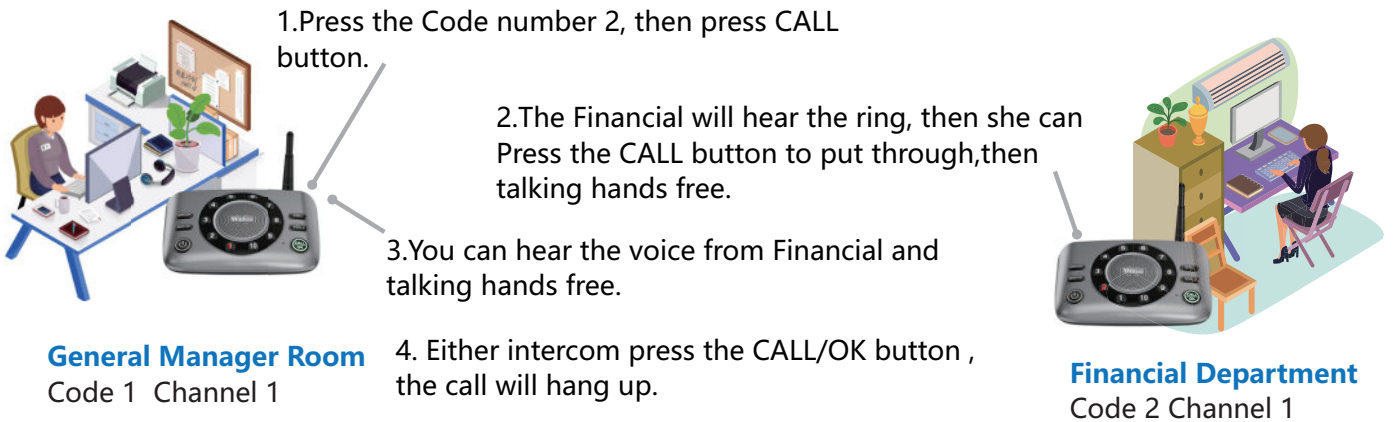 1.Press the Code number 2, then press CALL
button.
2.The Financial will hear the ring, then she can
Press the CALL button to put through,then
talking hands free.
3.You can hear the voice from Financial and
talking hands free.
4. Either intercom press the CALL/OK button ,
the call will hang up.
General Manager Room
Code 1 Channel 1
Financial Department
Code 2 Channel 1